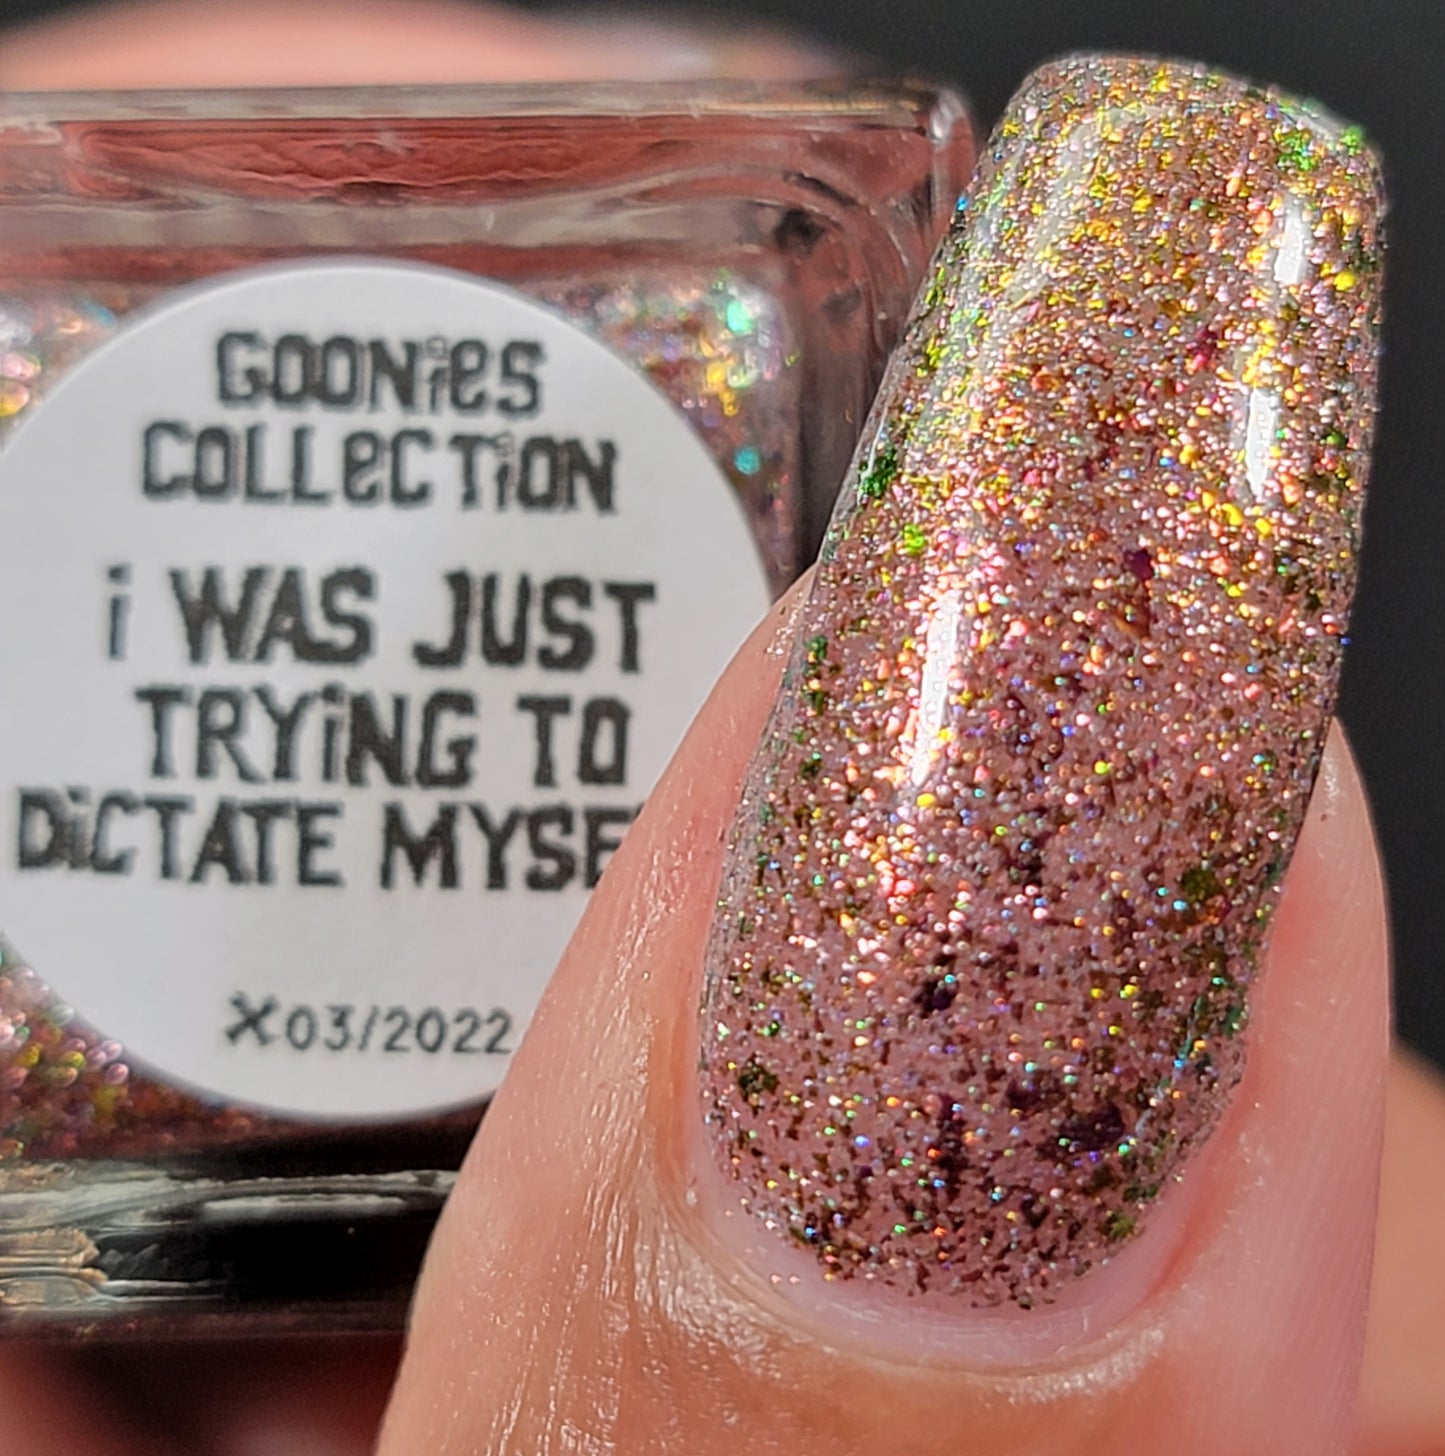 GOONiES
COLLECTiON
i WAS JUST
TRYiNG TO
DiCTATE MYSE
03/2022